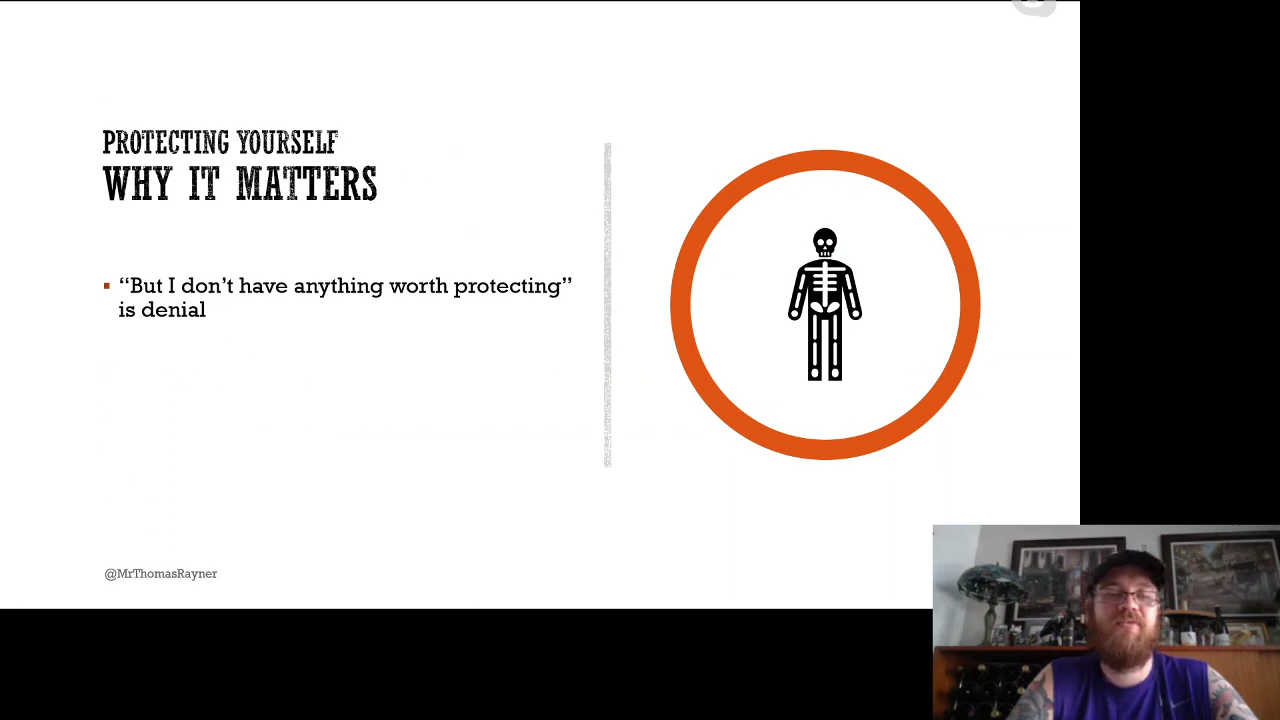 PROTECTING YOURSELF
WHY IT MATTERS
▪ “But I don’t have anything worth protecting”
is denial
@MrThomasRayner